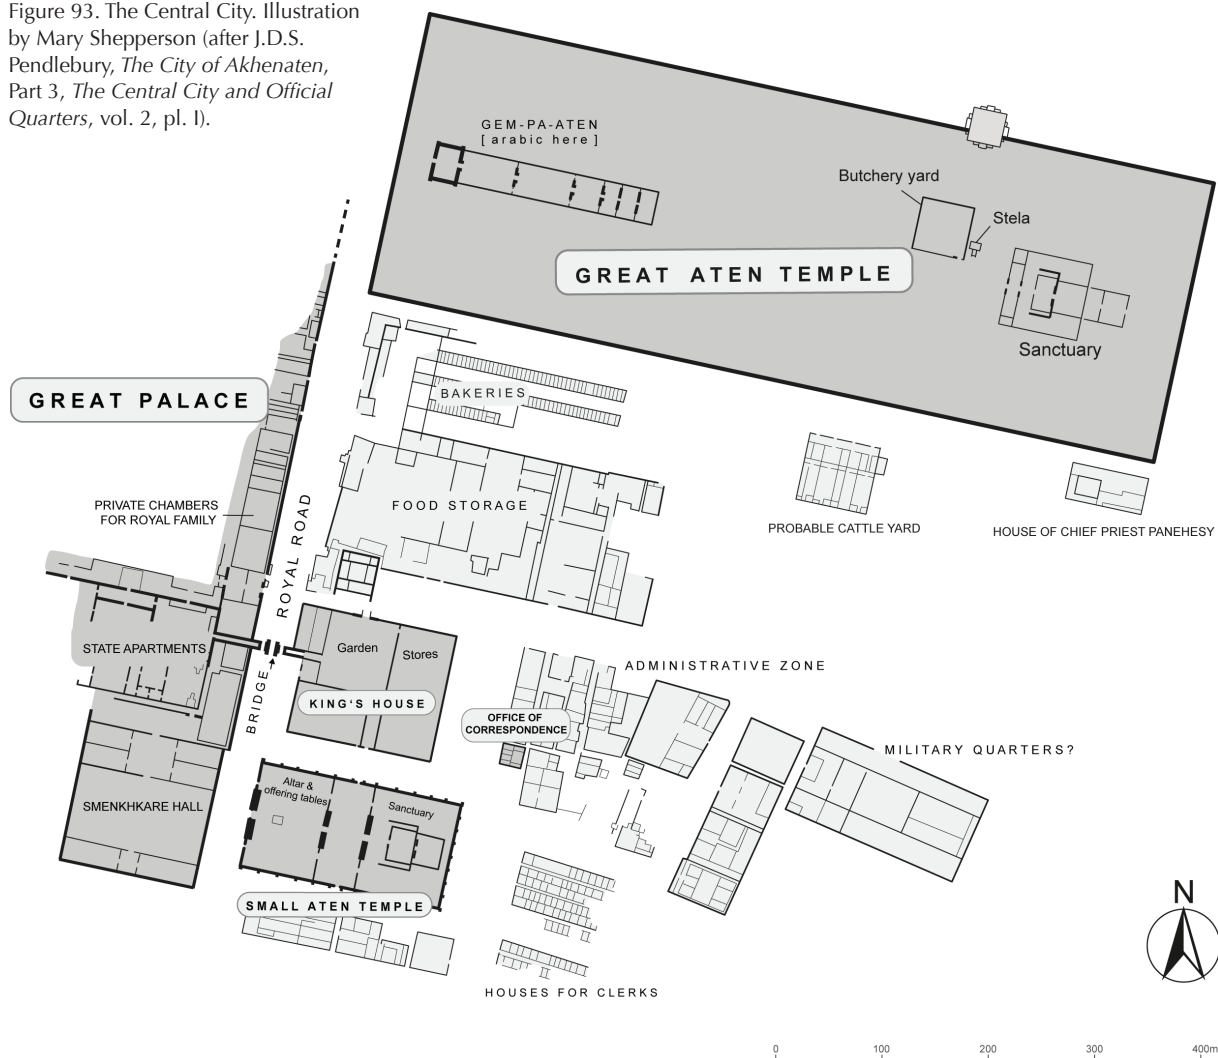 Figure 93. The Central City. Illustration
by Mary Shepperson (after J.D.S.
Pendlebury, The City of Akhenaten,
Part 3, The Central City and Official
Quarters, vol. 2, pl. I).
GEM-PA-ATEN
[ arabic here ]
Butchery yard
Stela
GREAT ATEN TEMPLE
Sanctuary
GREAT PALACE
BAKERIES
PRIVATE CHAMBERS
FOR ROYAL FAMILY
ROYAL ROAD
FOOD STORAGE
PROBABLE CATTLE YARD
HOUSE OF CHIEF PRIEST PANEHESY
STATE APARTMENTS
Garden
Stores
BRIDGE
KING'S HOUSE
ADMINISTRATIVE ZONE
OFFICE OF
CORRESPONDENCE
MILITARY QUARTERS?
SMENKHKARE HALL
Altar &
offering tables
Sanctuary
SMALL ATEN TEMPLE
HOUSES FOR CLERKS
N
0 100 200 300 400m